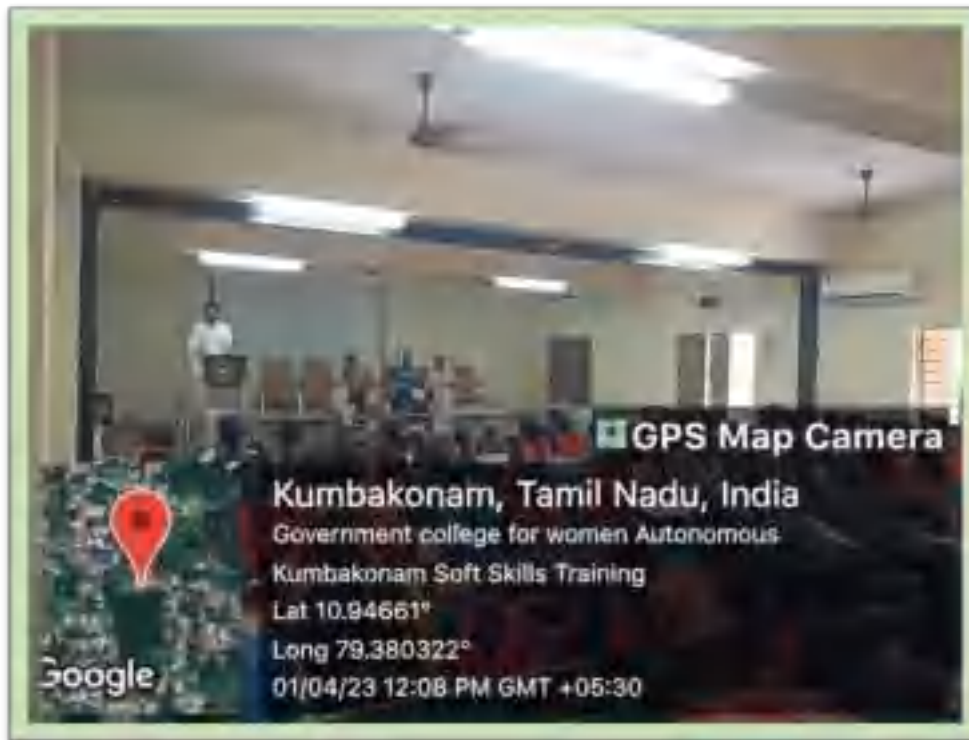 GPS Map Camera
Kumbakonam, Tamil Nadu, India
Government college for women Autonomous
Kumbakonam Soft Skills Training
Lat 10.94661°
Long 79.380322°
01/04/23 12:08 PM GMT +05:30
Google